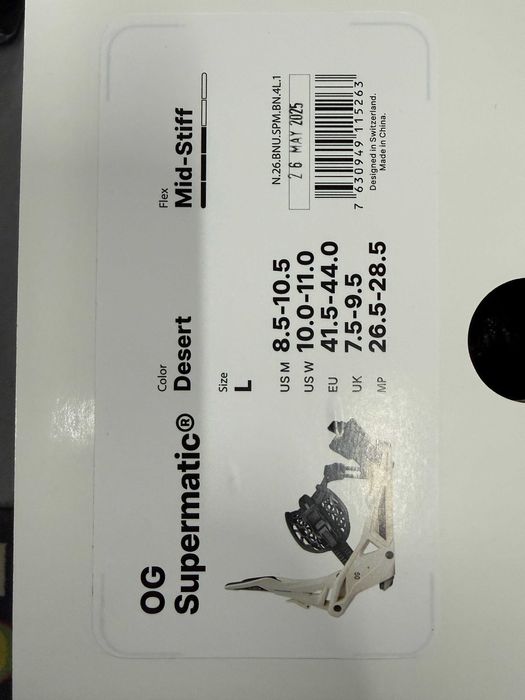 OG
Supermatic®
Color
Desert
Flex
Mid-Stiff
Size
L
US M 8.5-10.5
US W 10.0-11.0
EU 41.5-44.0
UK 7.5-9.5
MP 26.5-28.5
N.26.BNU.SPM.BN.4L.1
26 MAY 2025
7 630949 115263
Designed in Switzerland.
Made in China.